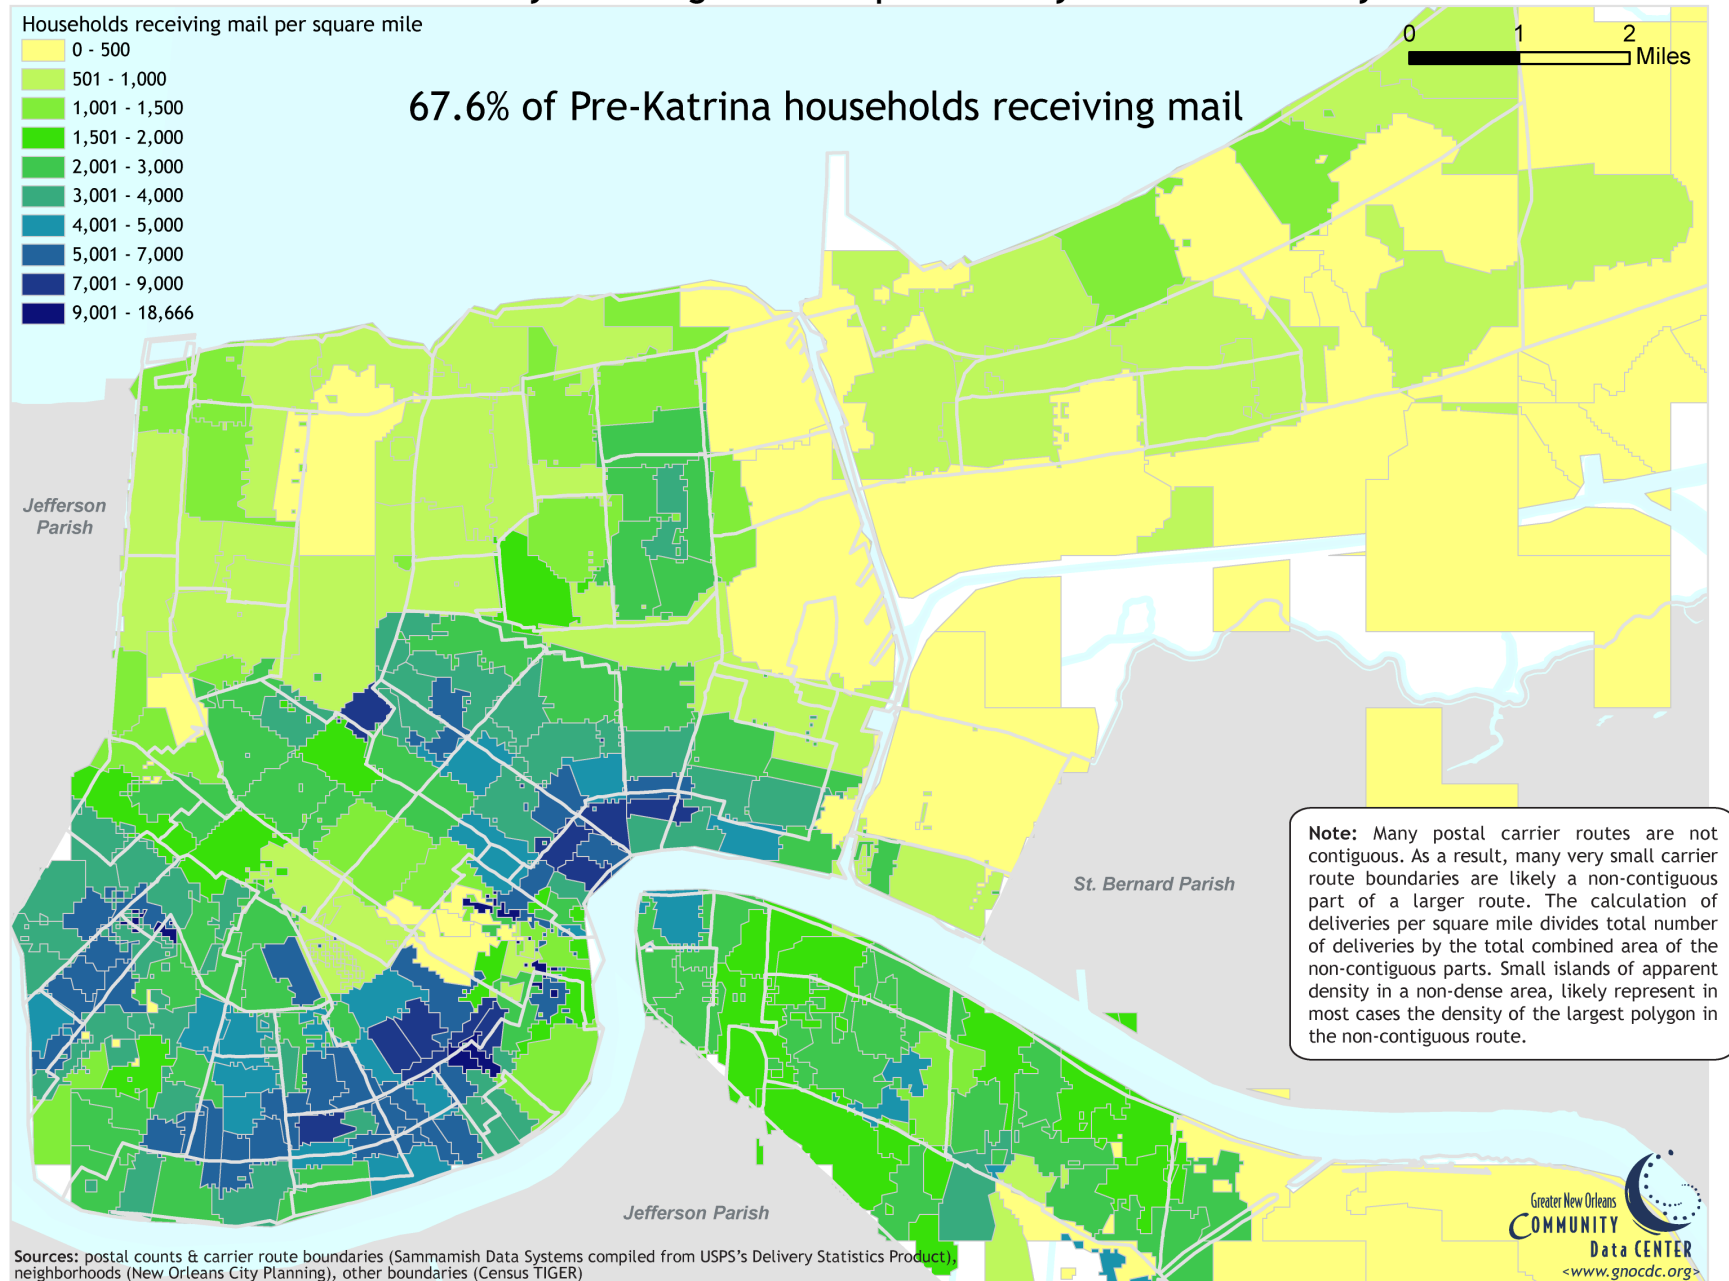 Households receiving mail per square mile
0 - 500
501 - 1,000
1,001 - 1,500
1,501 - 2,000
2,001 - 3,000
3,001 - 4,000
4,001 - 5,000
5,001 - 7,000
7,001 - 9,000
9,001 - 18,666
67.6% of Pre-Katrina households receiving mail
0 1 2
Miles
Jefferson
Parish
St. Bernard Parish
Jefferson Parish
Note: Many postal carrier routes are not
contiguous. As a result, many very small carrier
route boundaries are likely a non-contiguous
part of a larger route. The calculation of
deliveries per square mile divides total number
of deliveries by the total combined area of the
non-contiguous parts. Small islands of apparent
density in a non-dense area, likely represent in
most cases the density of the largest polygon in
the non-contiguous route.
Greater New Orleans
COMMUNITY
Data CENTER
<www.gnocdc.org>
Sources: postal counts & carrier route boundaries (Sammamish Data Systems compiled from USPS's Delivery Statistics Product),
neighborhoods (New Orleans City Planning), other boundaries (Census TIGER)